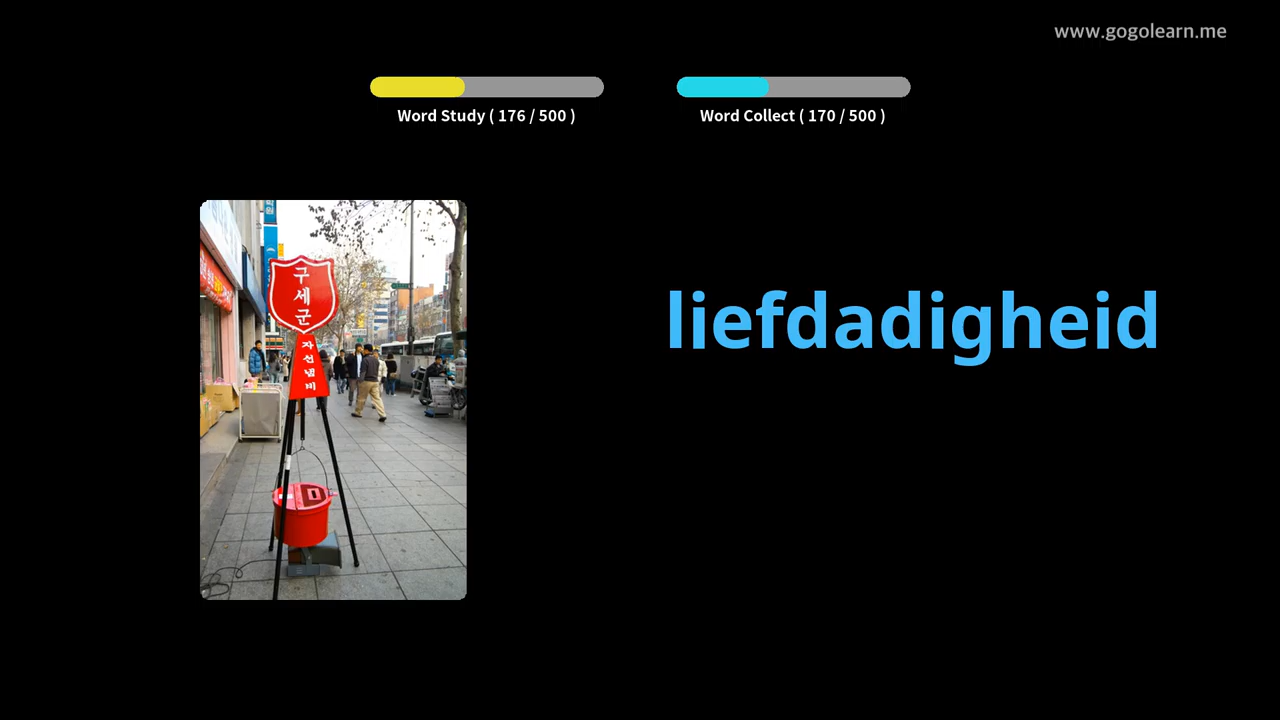 www.gogolearn.me
Word Study ( 176 / 500 )
Word Collect ( 170 / 500 )
liefdadigheid
구세군
자선냄비